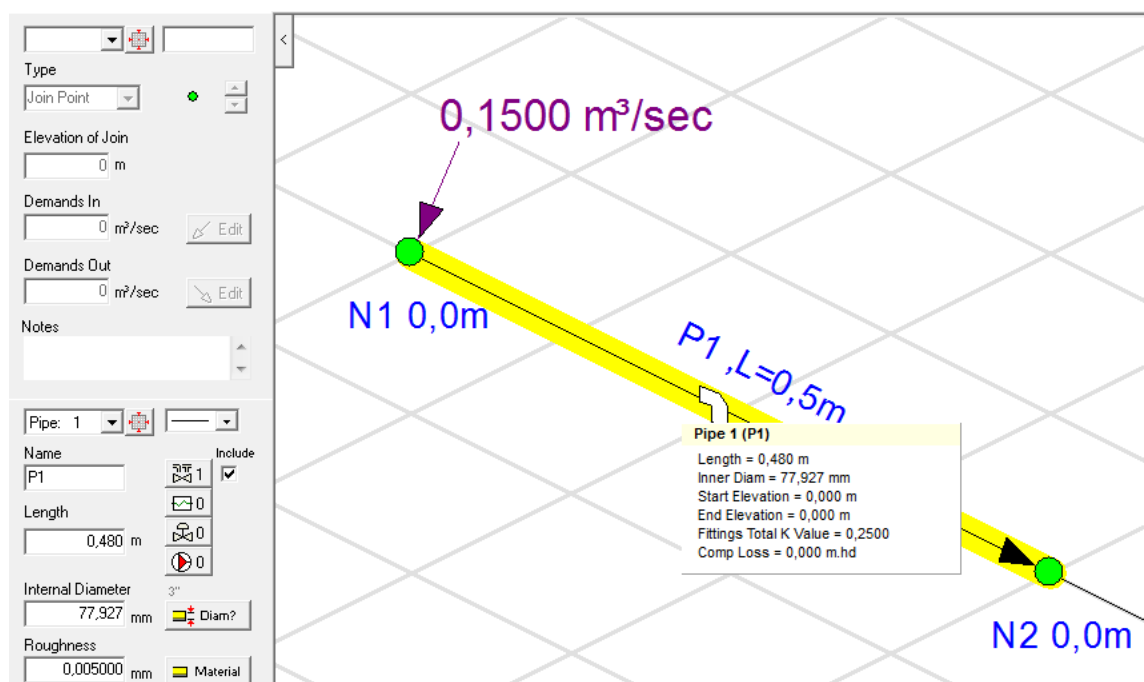 Type
Join Point
Elevation of Join
0 m
Demands In
0 m³/sec Edit
Demands Out
0 m³/sec Edit
Notes
Pipe: 1
Name
Include
P1
1
0
Length
0,480 m
0
0
Internal Diameter
3"
77,927 mm Diam?
Roughness
0,005000 mm Material
<
0,1500 m³/sec
N1 0,0m
P1 ,L=0,5m
Pipe 1 (P1)
Length = 0,480 m
Inner Diam = 77,927 mm
Start Elevation = 0,000 m
End Elevation = 0,000 m
Fittings Total K Value = 0,2500
Comp Loss = 0,000 m.hd
N2 0,0m